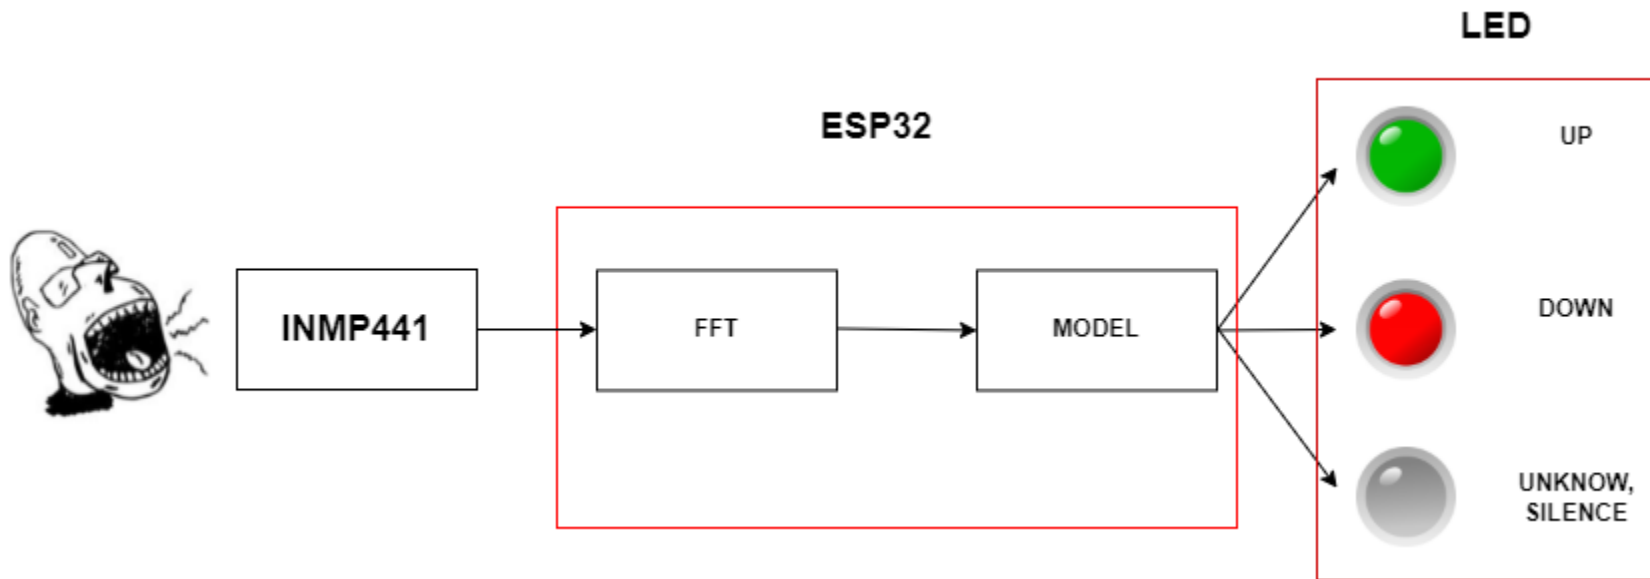 LED
ESP32
UP
INMP441
FFT
MODEL
DOWN
UNKNOW,
SILENCE